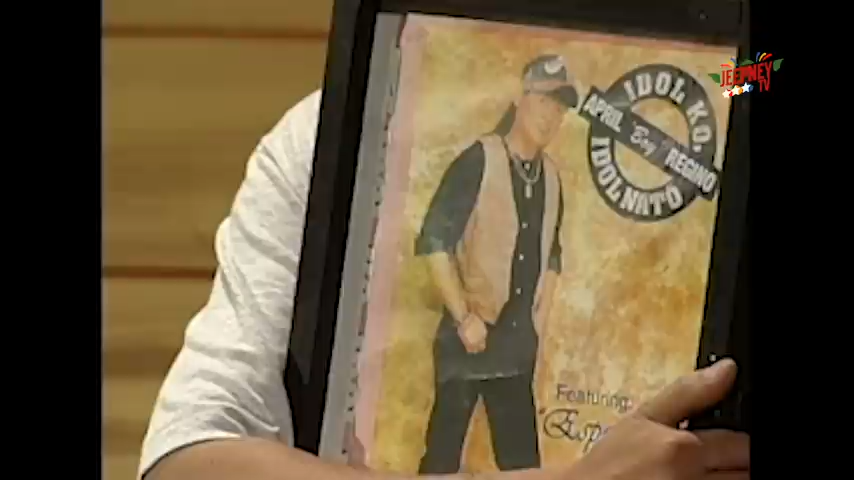 JEEPNEY
TV
IDOL KO,
APRIL "Boy" REGINO
IDOL NATO
Featuring: